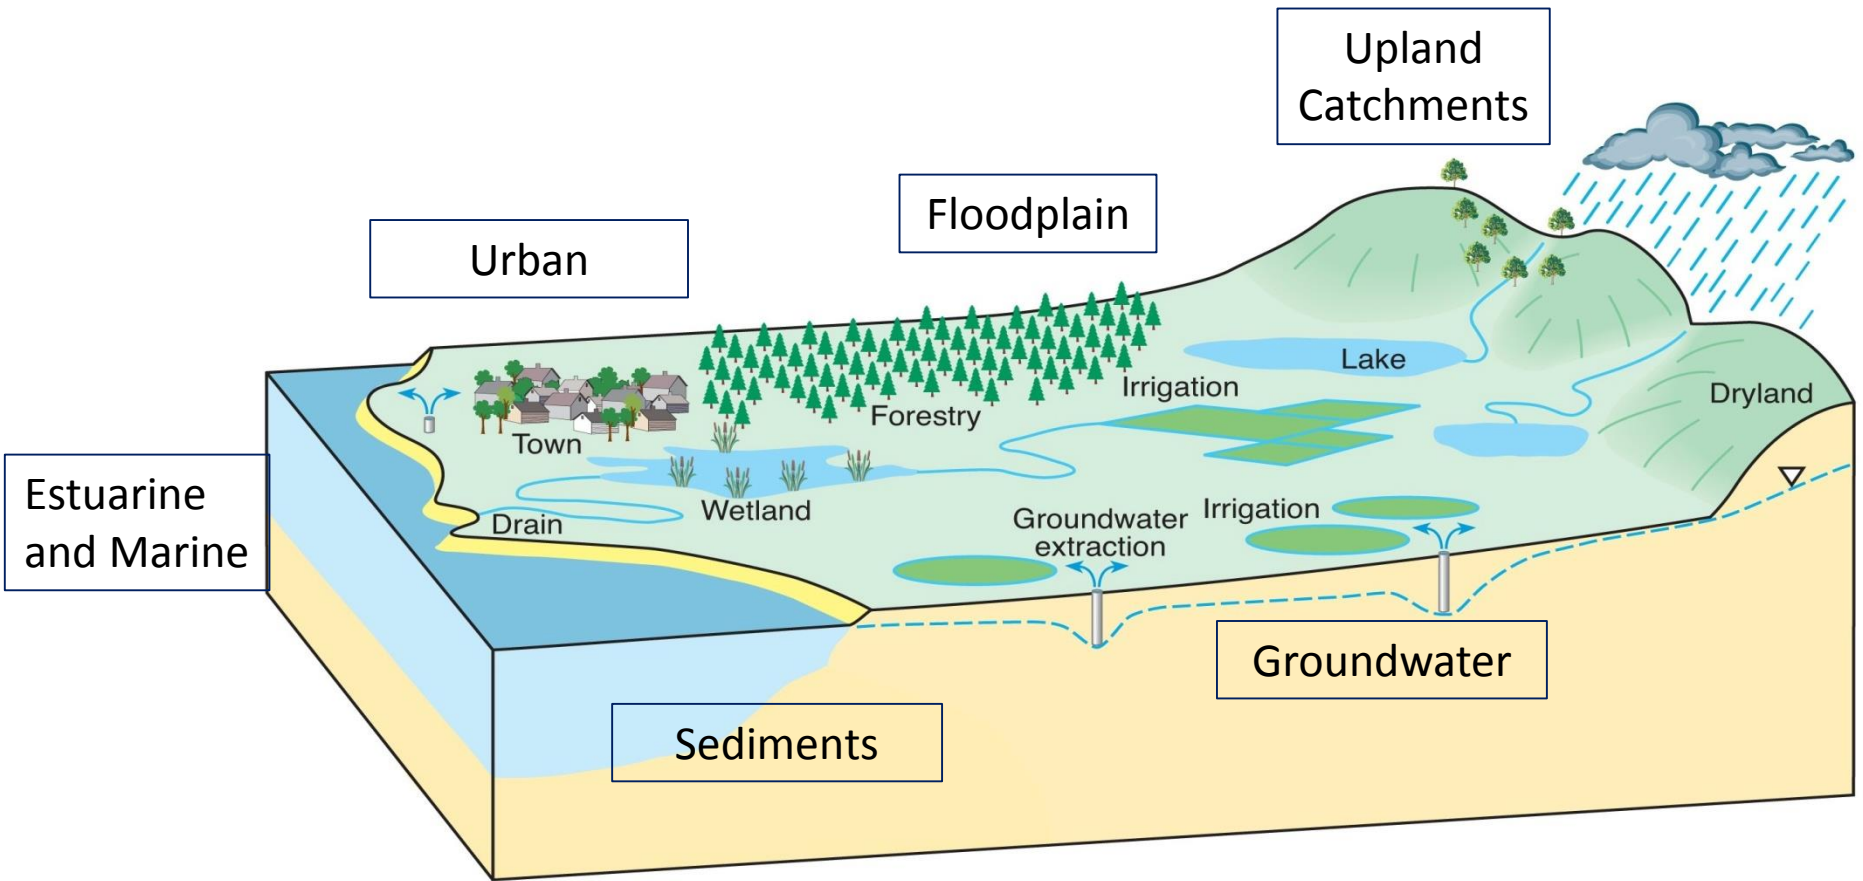 Upland
Catchments
Floodplain
Urban
Lake
Irrigation
Dryland
Forestry
Town
Estuarine
and Marine
Wetland
Drain
Groundwater
extraction
Irrigation
Groundwater
Sediments